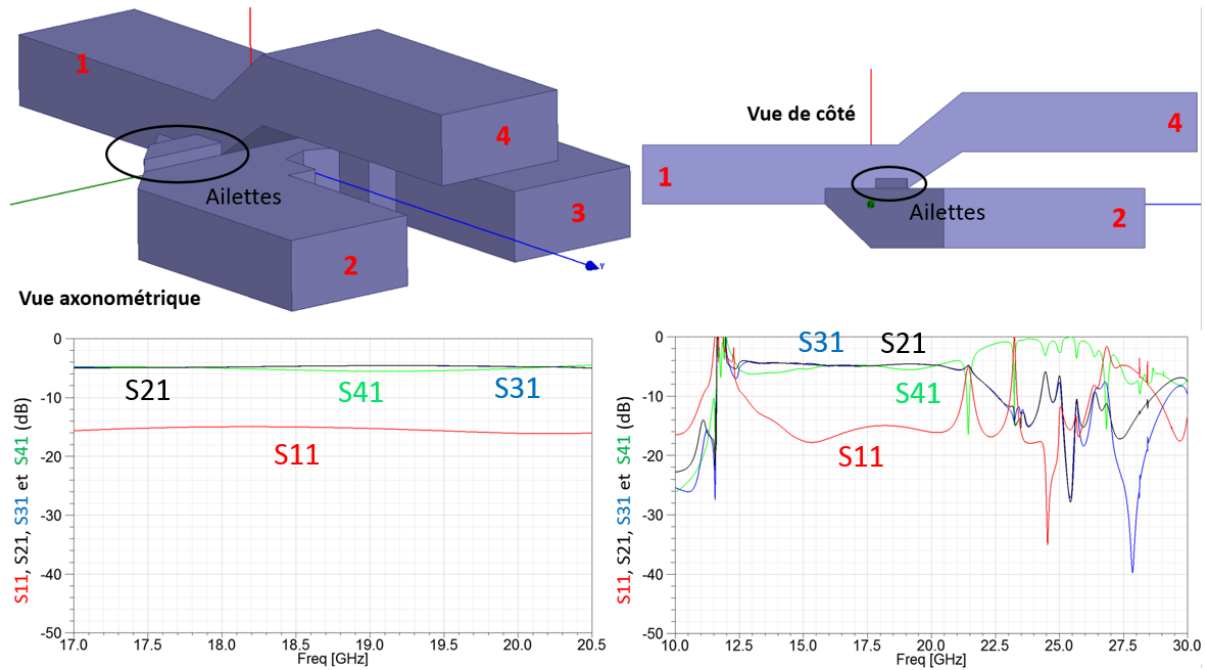 1
4
3
2
Ailettes
Vue axonométrique
Y
Vue de côté
4
1
2
Ailettes
S11, S21, S31 et S41 (dB)
0
-10
-20
-30
-40
-50
S21
S41
S31
S11
17.0 17.5 18.0 18.5 19.0 19.5 20.0 20.5
Freq [GHz]
S11, S21, S31 et S41 (dB)
0
-10
-20
-30
-40
-50
S31
S21
S41
S11
10.0 12.5 15.0 17.5 20.0 22.5 25.0 27.5 30.0
Freq [GHz]